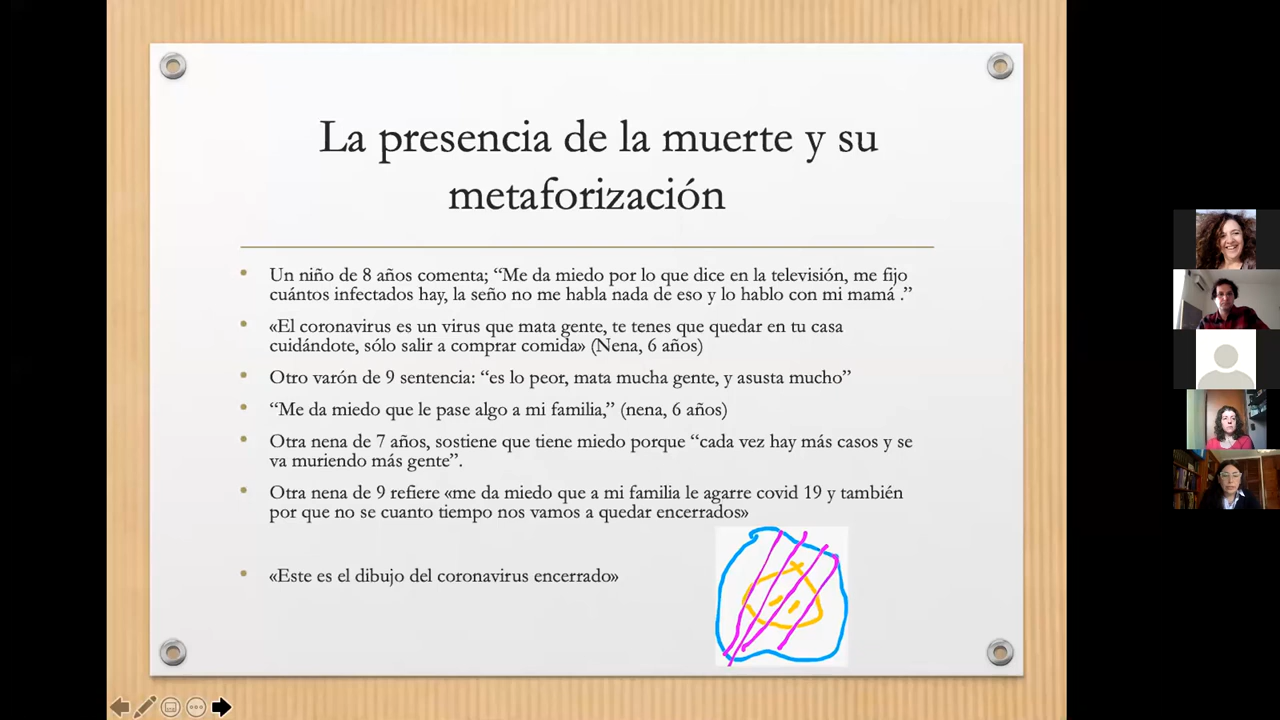 La presencia de la muerte y su
metaforización
• Un niño de 8 años comenta; “Me da miedo por lo que dice en la televisión, me fijo
cuántos infectados hay, la seño no me habla nada de eso y lo hablo con mi mamá .”
• «El coronavirus es un virus que mata gente, te tenes que quedar en tu casa
cuidándote, sólo salir a comprar comida» (Nena, 6 años)
• Otro varón de 9 sentencia: “es lo peor, mata mucha gente, y asusta mucho”
• “Me da miedo que le pase algo a mi familia,” (nena, 6 años)
• Otra nena de 7 años, sostiene que tiene miedo porque “cada vez hay más casos y se
va muriendo más gente”.
• Otra nena de 9 refiere «me da miedo que a mi familia le agarre covid 19 y también
por que no se cuanto tiempo nos vamos a quedar encerrados»
• «Este es el dibujo del coronavirus encerrado»